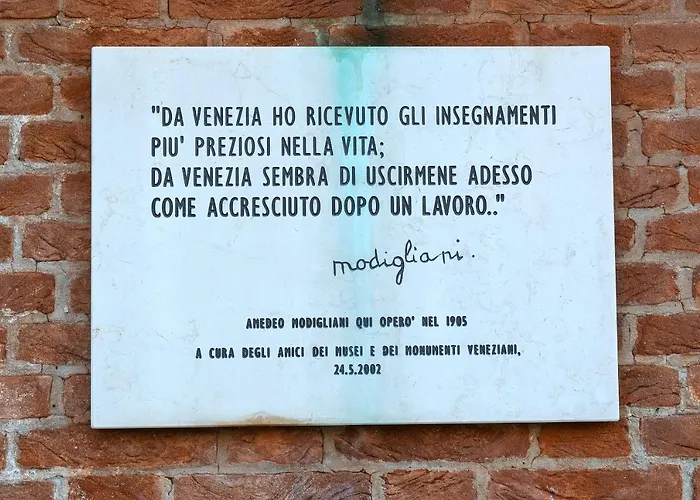 "DA VENEZIA HO RICEVUTO GLI INSEGNAMENTI
PIU' PREZIOSI NELLA VITA;
DA VENEZIA SEMBRA DI USCIRMENE ADESSO
COME ACCRESCIUTO DOPO UN LAVORO.."
modigliani.
AMEDEO MODIGLIANI QUI OPERO' NEL 1905
A CURA DEGLI AMICI DEI MUSEI E DEI MONUMENTI VENEZIANI,
24.5.2002